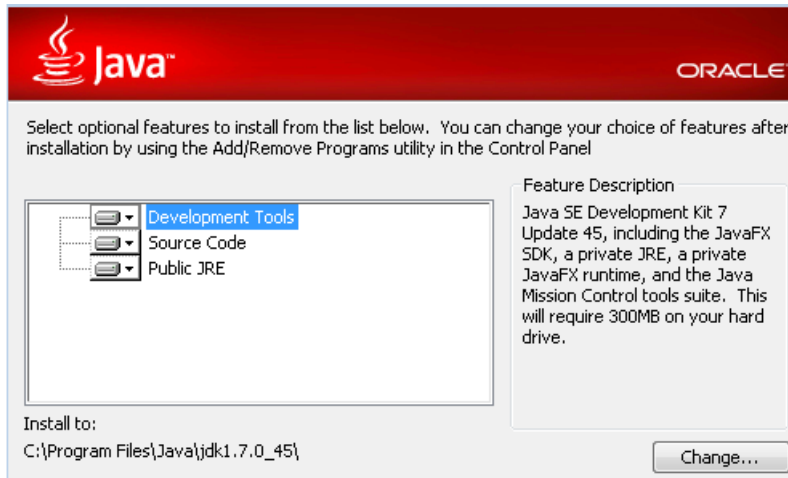 Java™
ORACLE
Select optional features to install from the list below. You can change your choice of features after
installation by using the Add/Remove Programs utility in the Control Panel
Development Tools
Source Code
Public JRE
Feature Description
Java SE Development Kit 7
Update 45, including the JavaFX
SDK, a private JRE, a private
JavaFX runtime, and the Java
Mission Control tools suite. This
will require 300MB on your hard
drive.
Install to:
C:\Program Files\Java\jdk1.7.0_45\
Change...